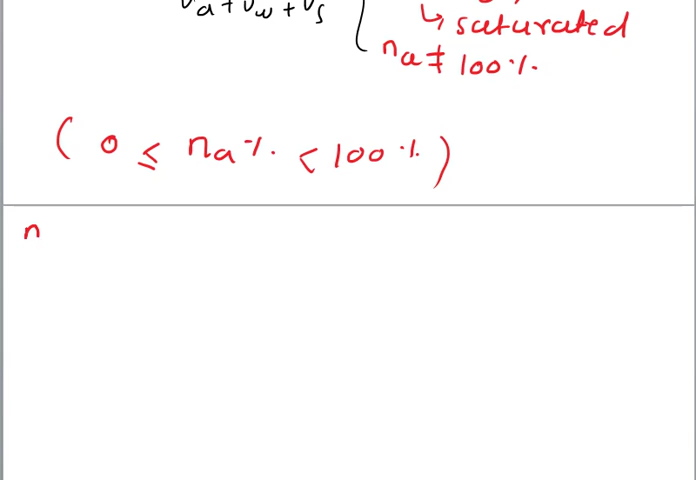 Va + Vw + Vs
↳ saturated
na ≠ 100 %.
( 0 ≤ na %. < 100 %. )
n